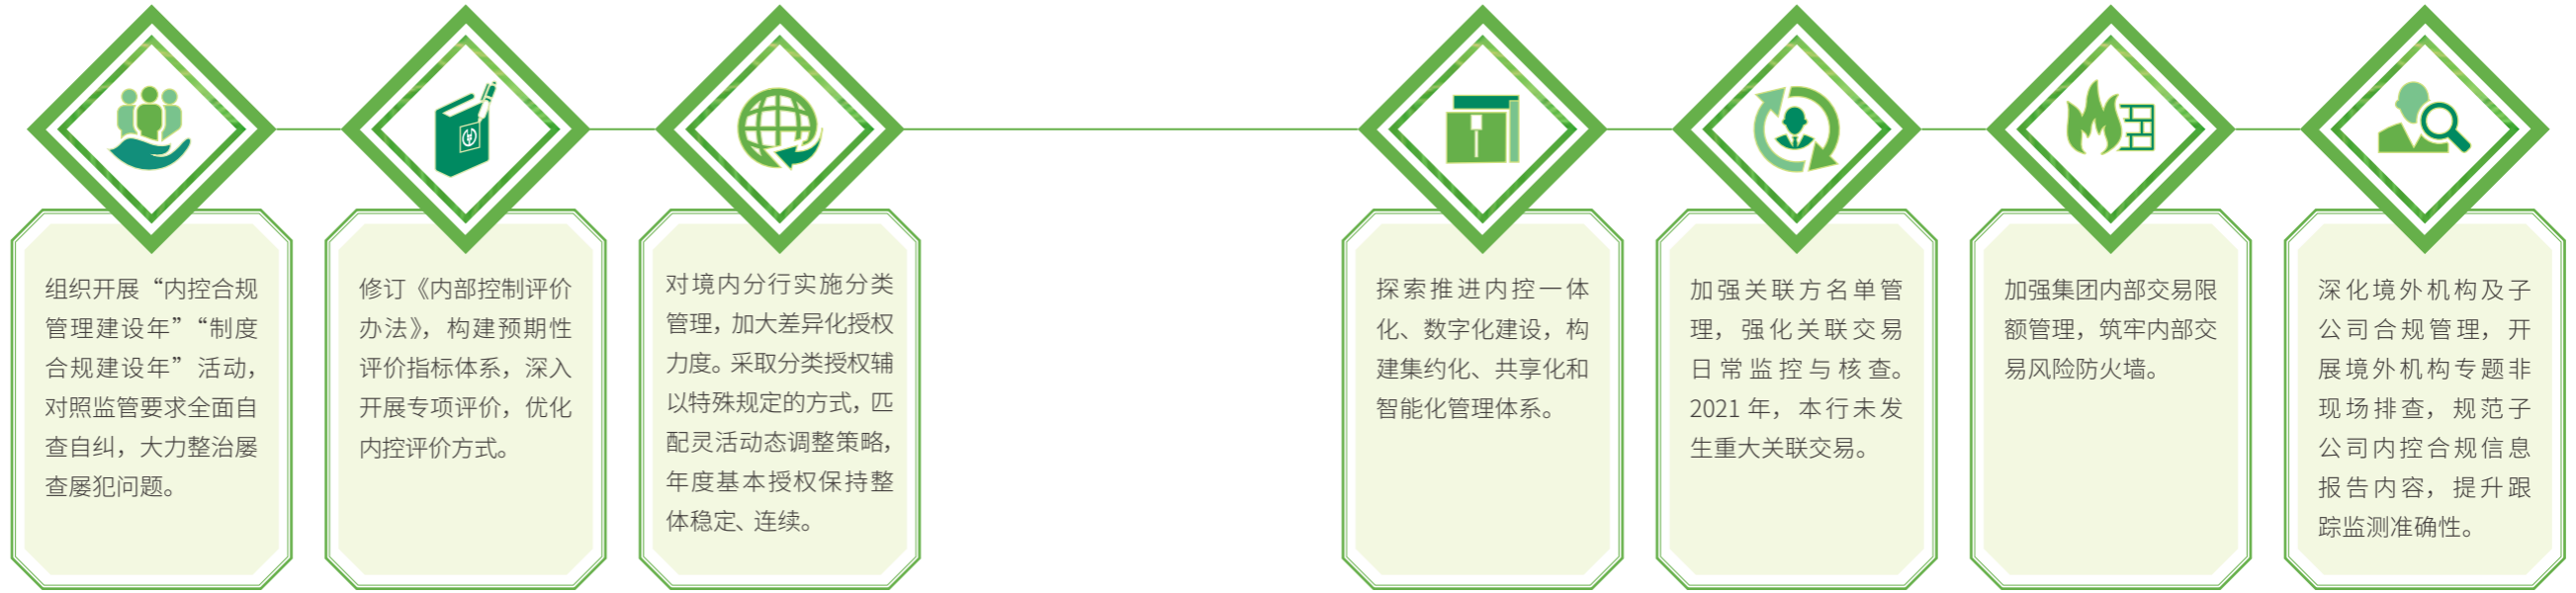 组织开展“内控合规
管理建设年”“制度
合规建设年”活动，
对照监管要求全面自
查自纠，大力整治屡
查屡犯问题。
修订《内部控制评价
办法》，构建预期性
评价指标体系，深入
开展专项评价，优化
内控评价方式。
对境内分行实施分类
管理，加大差异化授权
力度。采取分类授权辅
以特殊规定的方式，匹
配灵活动态调整策略，
年度基本授权保持整
体稳定、连续。
探索推进内控一体
化、数字化建设，构
建集约化、共享化和
智能化管理体系。
加强关联方名单管
理，强化关联交易
日常监控与核查。
2021 年，本行未发
生重大关联交易。
加强集团内部交易限
额管理，筑牢内部交
易风险防火墙。
深化境外机构及子
公司合规管理，开
展境外机构专题非
现场排查，规范子
公司内控合规信息
报告内容，提升跟
踪监测准确性。